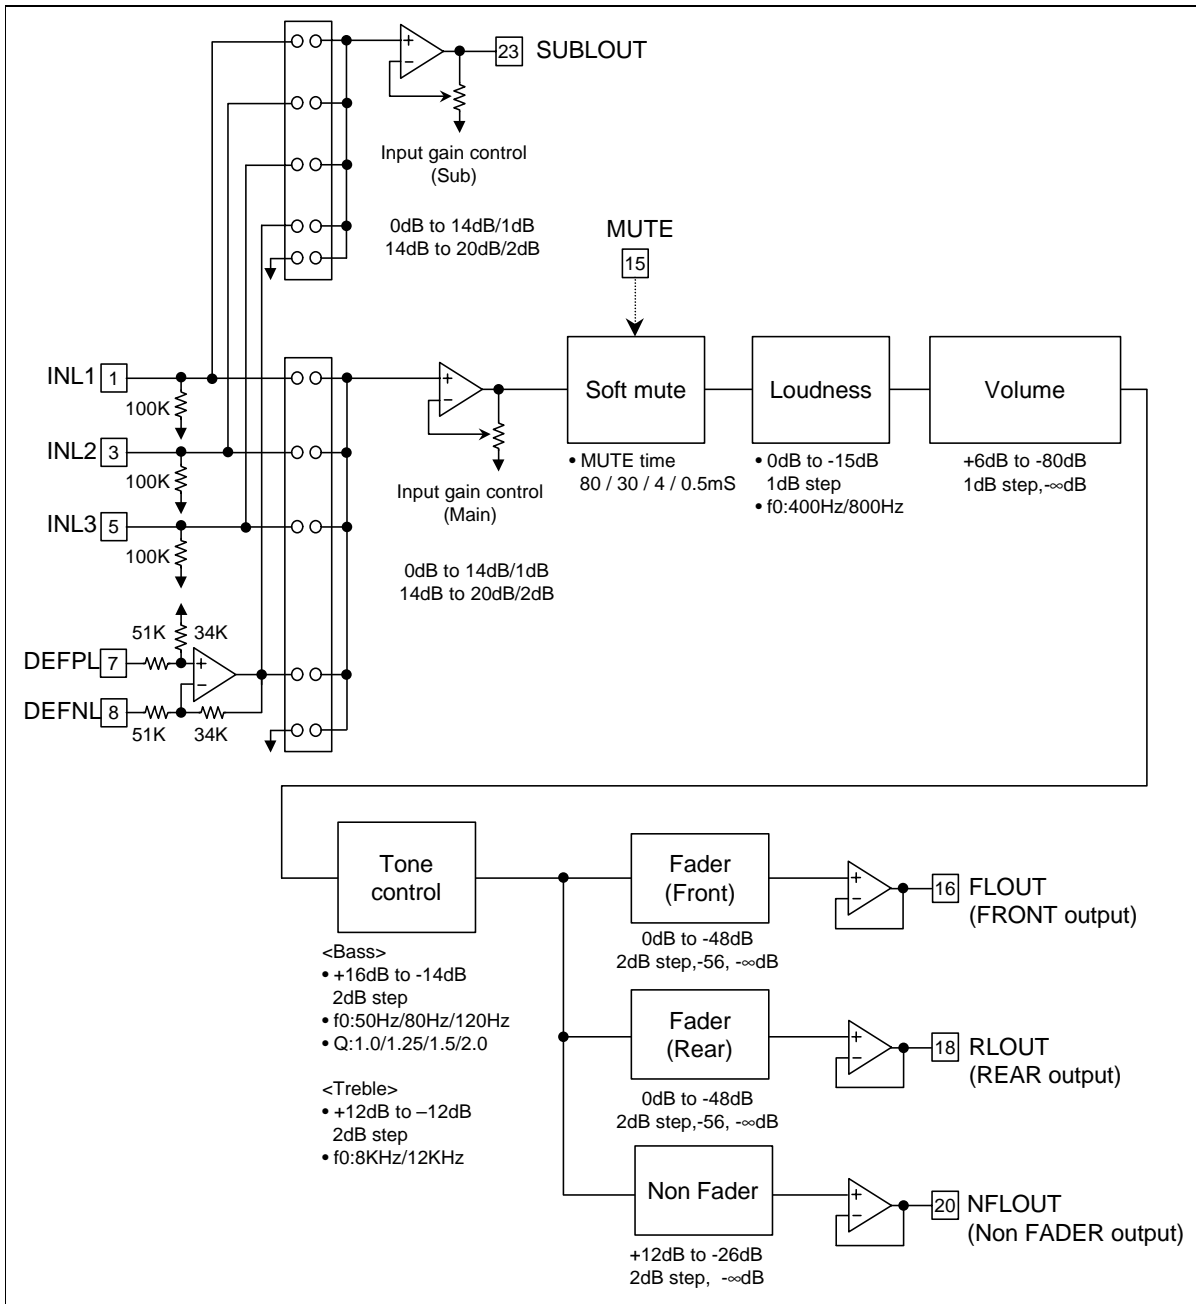 23 SUBLOUT
Input gain control
(Sub)
0dB to 14dB/1dB
14dB to 20dB/2dB
MUTE
15
INL1 1
100K
INL2 3
100K
INL3 5
100K
Input gain control
(Main)
0dB to 14dB/1dB
14dB to 20dB/2dB
Soft mute
• MUTE time
80 / 30 / 4 / 0.5mS
Loudness
• 0dB to -15dB
1dB step
• f0:400Hz/800Hz
Volume
+6dB to -80dB
1dB step,-∞dB
51K 34K
DEFPL 7
DEFNL 8
51K 34K
Tone
control
<Bass>
• +16dB to -14dB
2dB step
• f0:50Hz/80Hz/120Hz
• Q:1.0/1.25/1.5/2.0
<Treble>
• +12dB to –12dB
2dB step
• f0:8KHz/12KHz
Fader
(Front)
0dB to -48dB
2dB step,-56, -∞dB
16 FLOUT
(FRONT output)
Fader
(Rear)
0dB to -48dB
2dB step,-56, -∞dB
18 RLOUT
(REAR output)
Non Fader
+12dB to -26dB
2dB step, -∞dB
20 NFLOUT
(Non FADER output)